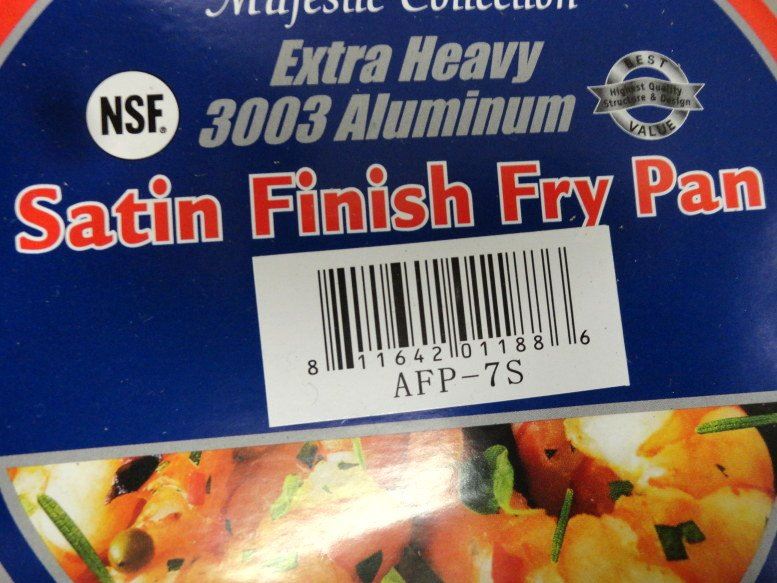 Majestic Collection
Extra Heavy
3003 Aluminum
NSF®
BEST
Highest Quality
Structure & Design
VALUE
Satin Finish Fry Pan
8 11642 01188 6
AFP-7S